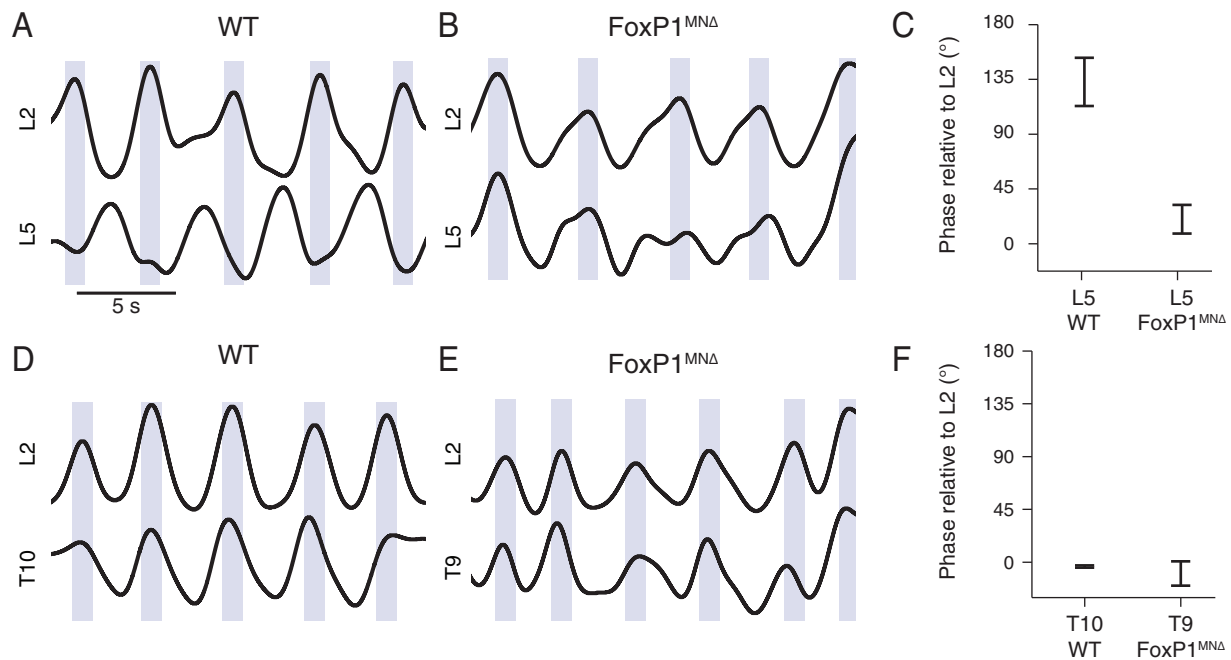 A
WT
L2
L5
5 s
B
FoxP1MNΔ
L2
L5
C
Phase relative to L2 (°)
180
135
90
45
0
L5
WT
L5
FoxP1MNΔ
D
WT
L2
T10
E
FoxP1MNΔ
L2
T9
F
Phase relative to L2 (°)
180
135
90
45
0
T10
WT
T9
FoxP1MNΔ